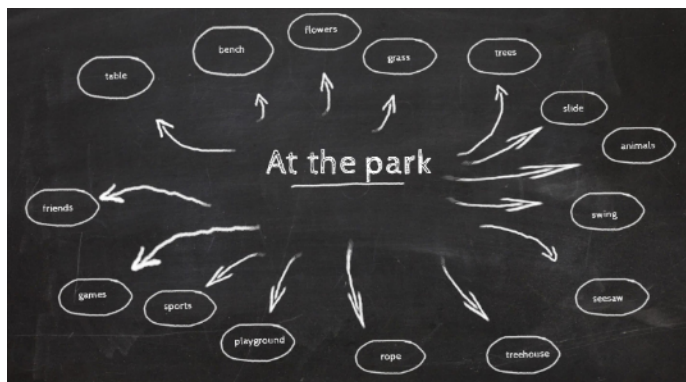 flowers
bench
grass
trees
table
slide
animals
At the park
friends
swing
games
sports
seesaw
playground
rope
treehouse